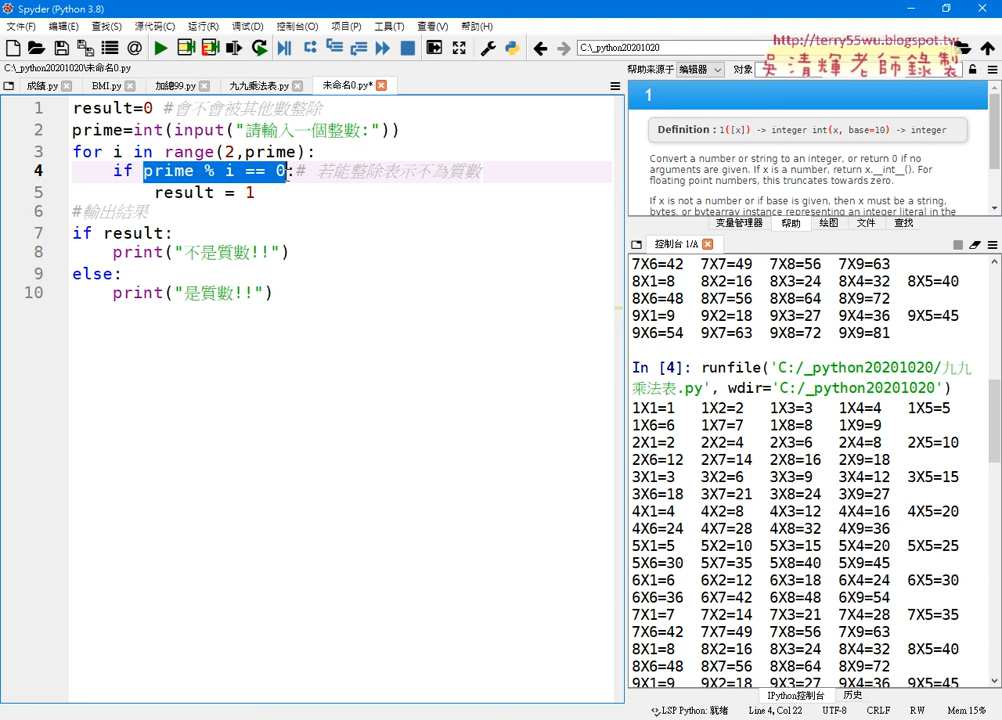 Spyder (Python 3.8)
文件(F) 编辑(E) 查找(S) 源代码(C) 运行(R) 调试(D) 控制台(O) 项目(P) 工具(T) 查看(V) 帮助(H)
C:\_python20201020
http://terry55wu.blogspot.tw
吳清輝老師錄製
C:\_python20201020\未命名0.py
帮助来源于 编辑器 对象
成績.py BMI.py 加總99.py 九九乘法表.py 未命名0.py*
1 result=0 #會不會被其他數整除
2 prime=int(input("請輸入一個整數:"))
3 for i in range(2,prime):
4 if prime % i == 0:# 若能整除表示不為質數
5 result = 1
6 #輸出結果
7 if result:
8 print("不是質數!!")
9 else:
10 print("是質數!!")
1
Definition : 1([x]) -> integer int(x, base=10) -> integer
Convert a number or string to an integer, or return 0 if no
arguments are given. If x is a number, return x.__int__(). For
floating point numbers, this truncates towards zero.
If x is not a number or if base is given, then x must be a string,
bytes, or bytearray instance representing an integer literal in the
变量管理器 帮助 绘图 文件 查找
控制台 1/A
7X6=42 7X7=49 7X8=56 7X9=63
8X1=8 8X2=16 8X3=24 8X4=32 8X5=40
8X6=48 8X7=56 8X8=64 8X9=72
9X1=9 9X2=18 9X3=27 9X4=36 9X5=45
9X6=54 9X7=63 9X8=72 9X9=81
In [4]: runfile('C:/_python20201020/九九
乘法表.py', wdir='C:/_python20201020')
1X1=1 1X2=2 1X3=3 1X4=4 1X5=5
1X6=6 1X7=7 1X8=8 1X9=9
2X1=2 2X2=4 2X3=6 2X4=8 2X5=10
2X6=12 2X7=14 2X8=16 2X9=18
3X1=3 3X2=6 3X3=9 3X4=12 3X5=15
3X6=18 3X7=21 3X8=24 3X9=27
4X1=4 4X2=8 4X3=12 4X4=16 4X5=20
4X6=24 4X7=28 4X8=32 4X9=36
5X1=5 5X2=10 5X3=15 5X4=20 5X5=25
5X6=30 5X7=35 5X8=40 5X9=45
6X1=6 6X2=12 6X3=18 6X4=24 6X5=30
6X6=36 6X7=42 6X8=48 6X9=54
7X1=7 7X2=14 7X3=21 7X4=28 7X5=35
7X6=42 7X7=49 7X8=56 7X9=63
8X1=8 8X2=16 8X3=24 8X4=32 8X5=40
8X6=48 8X7=56 8X8=64 8X9=72
9X1=9 9X2=18 9X3=27 9X4=36 9X5=45
IPython控制台 历史
LSP Python: 就绪 Line 4, Col 22 UTF-8 CRLF RW Mem 15%